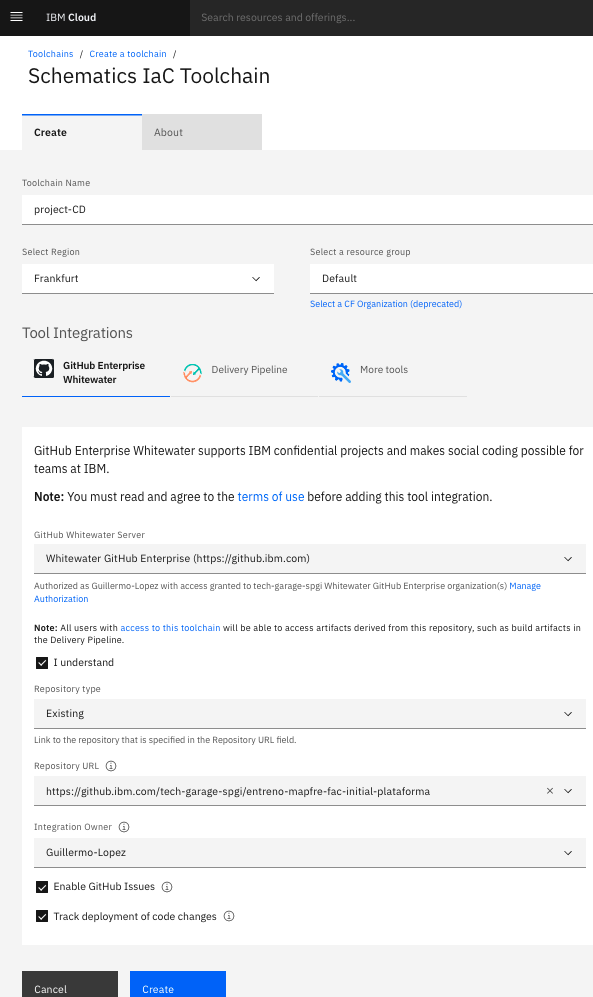 IBM Cloud
Search resources and offerings...
Toolchains / Create a toolchain /
Schematics IaC Toolchain
Create
About
Toolchain Name
project-CD
Select Region
Select a resource group
Frankfurt
Default
Select a CF Organization (deprecated)
Tool Integrations
GitHub Enterprise
Whitewater
Delivery Pipeline
More tools
GitHub Enterprise Whitewater supports IBM confidential projects and makes social coding possible for
teams at IBM.
Note: You must read and agree to the terms of use before adding this tool integration.
GitHub Whitewater Server
Whitewater GitHub Enterprise (https://github.ibm.com)
Authorized as Guillermo-Lopez with access granted to tech-garage-spgi Whitewater GitHub Enterprise organization(s) Manage
Authorization
Note: All users with access to this toolchain will be able to access artifacts derived from this repository, such as build artifacts in
the Delivery Pipeline.
I understand
Repository type
Existing
Link to the repository that is specified in the Repository URL field.
Repository URL
https://github.ibm.com/tech-garage-spgi/entreno-mapfre-fac-initial-plataforma
Integration Owner
Guillermo-Lopez
Enable GitHub Issues
Track deployment of code changes
Cancel
Create